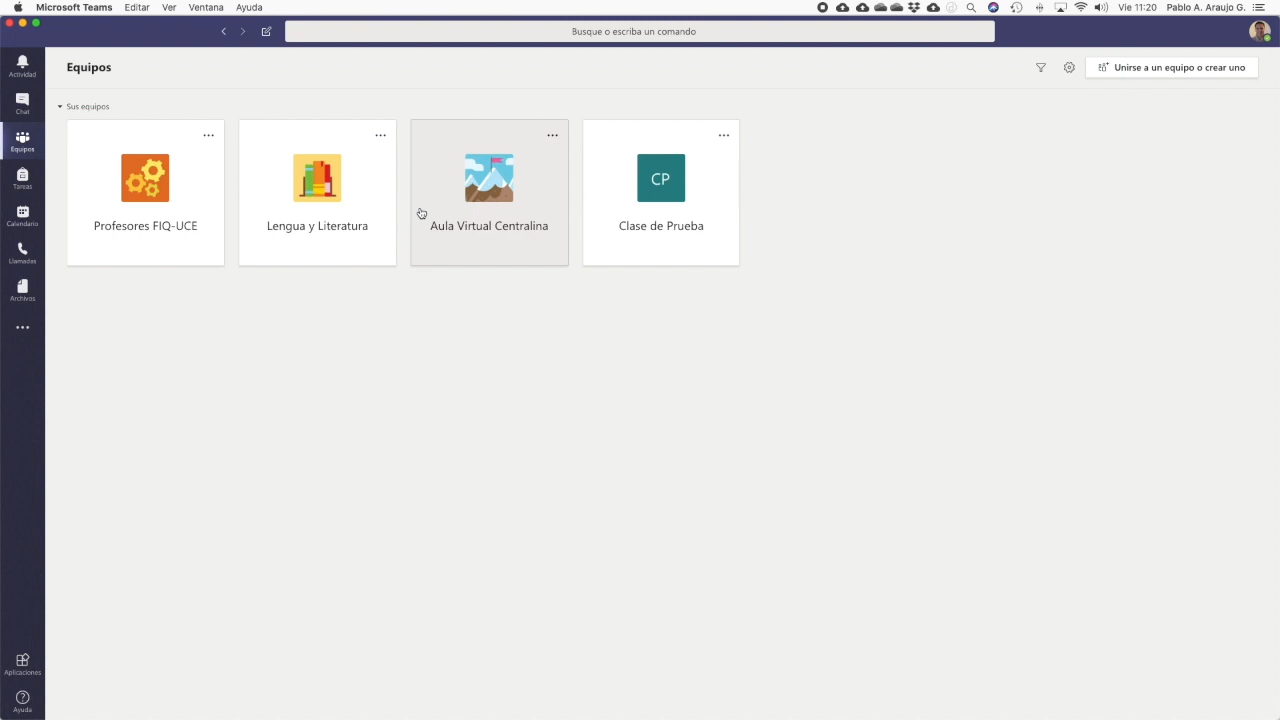 Microsoft Teams Editar Ver Ventana Ayuda Vie 11:20 Pablo A. Araujo G.
Busque o escriba un comando
Actividad
Chat
Equipos
Tareas
Calendario
Llamadas
Archivos
Aplicaciones
Ayuda
Equipos
Unirse a un equipo o crear uno
Sus equipos
Profesores FIQ-UCE
Lengua y Literatura
Aula Virtual Centralina
CP
Clase de Prueba